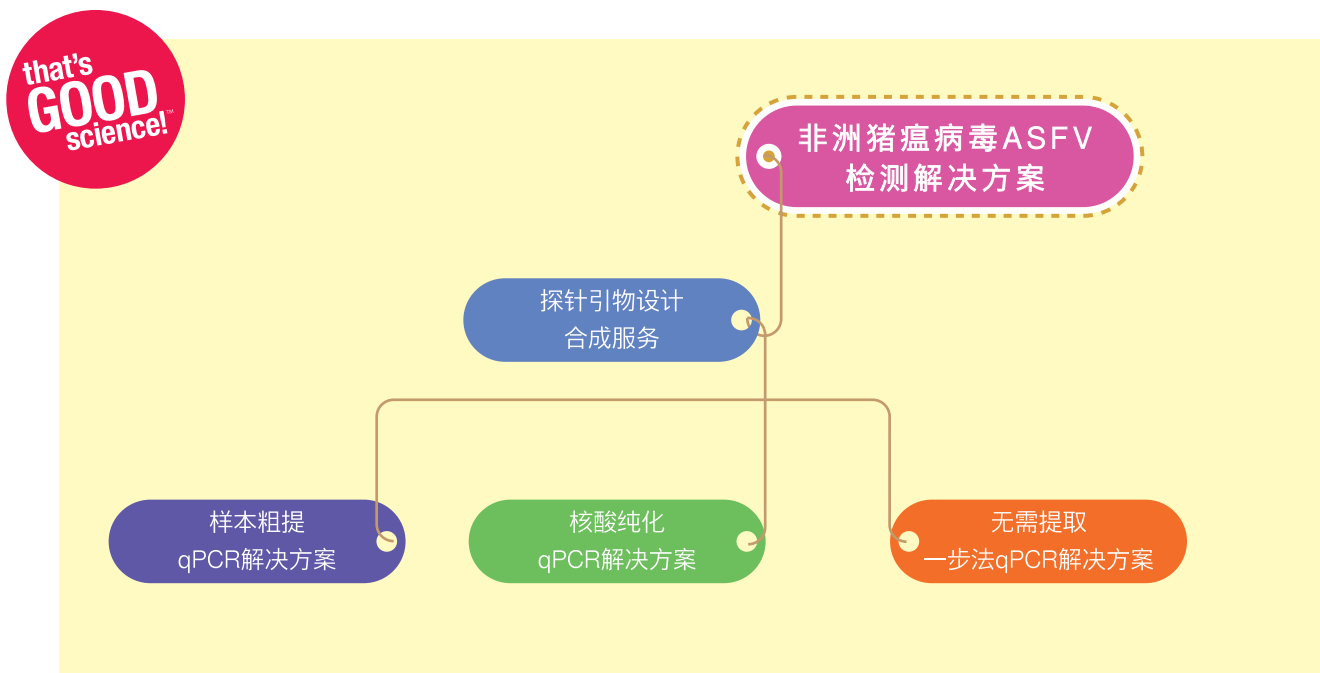 that's
GOOD
science!™
非洲猪瘟病毒ASFV
检测解决方案
探针引物设计
合成服务
样本粗提
qPCR解决方案
核酸纯化
qPCR解决方案
无需提取
一步法qPCR解决方案